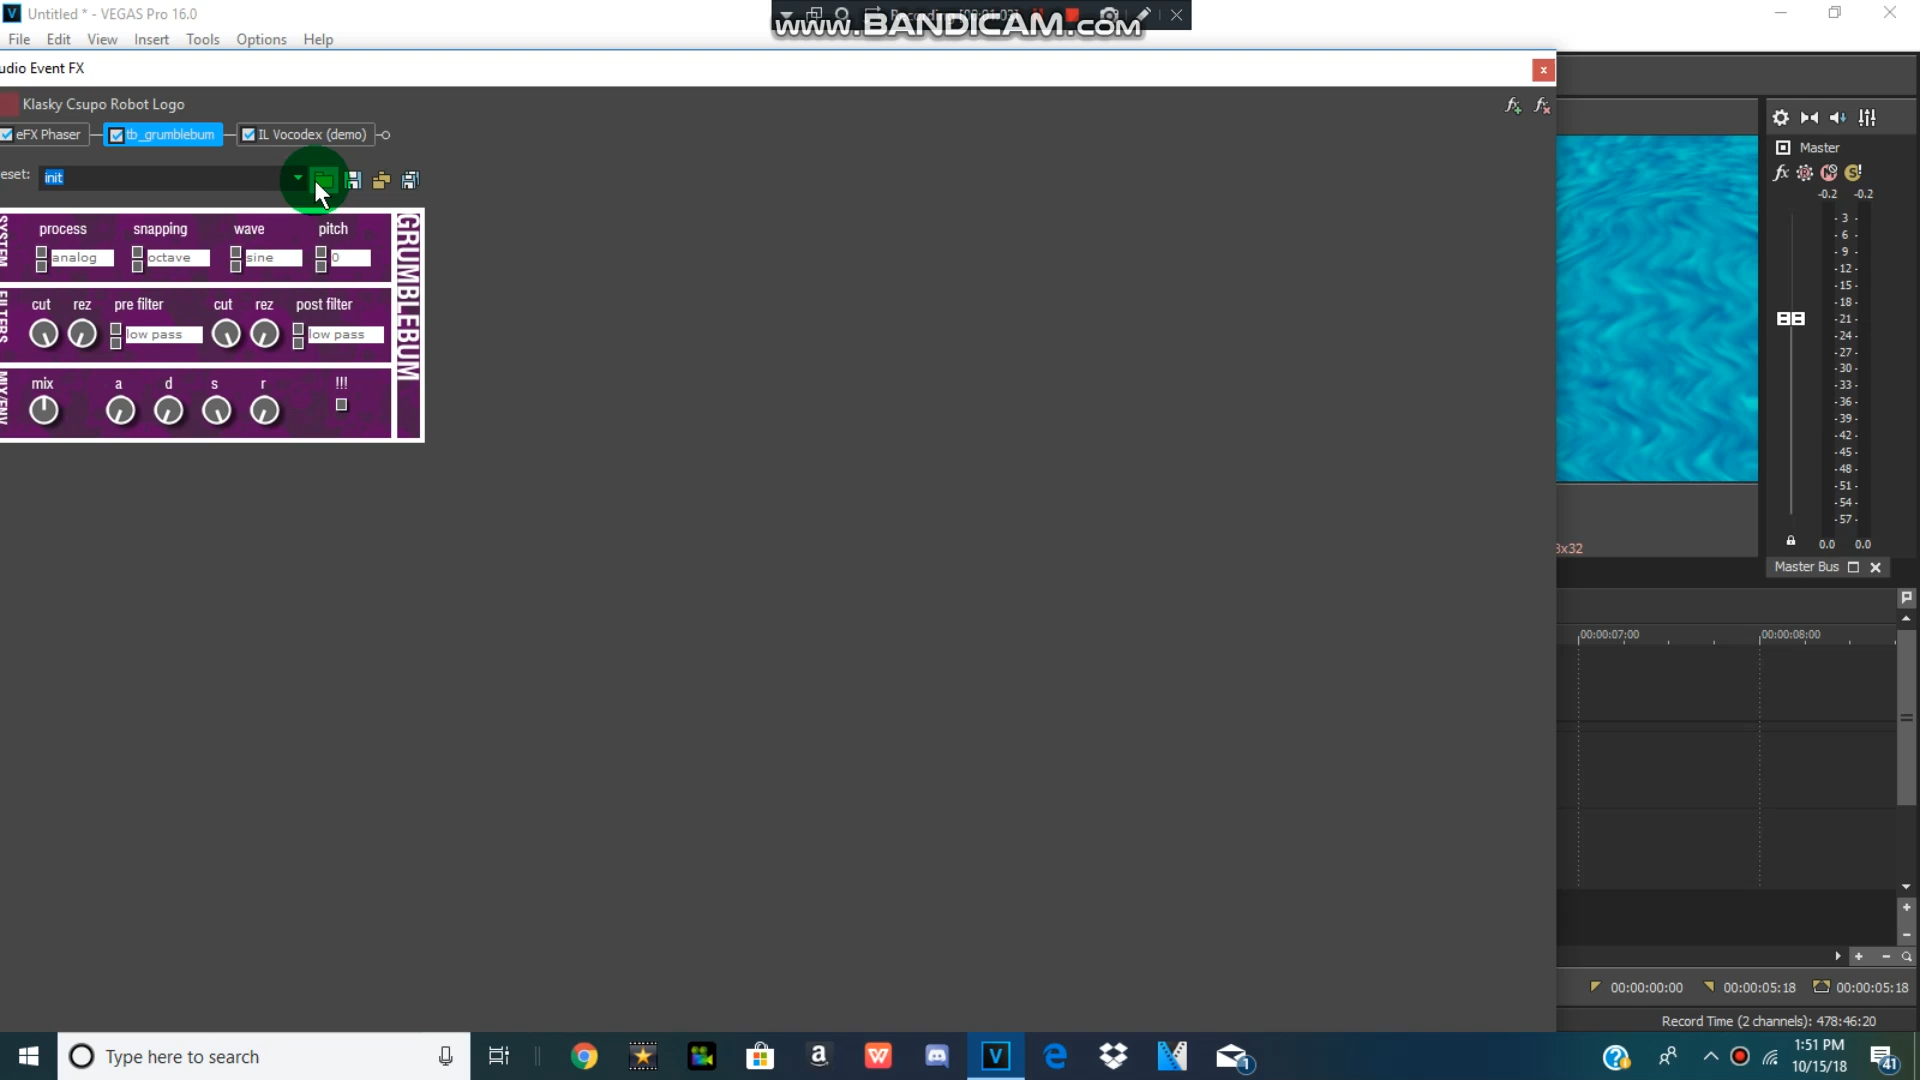 Untitled * - VEGAS Pro 16.0
www.BANDICAM.com
File Edit View Insert Tools Options Help
udio Event FX
Klasky Csupo Robot Logo
eFX Phaser
tb_grumblebum
IL Vocodex (demo)
eset: init
SYSTEM
process snapping wave pitch
analog octave sine 0
GRUMBLEBUM
FILTERS
cut rez pre filter cut rez post filter
low pass low pass
MIX/ENV
mix a d s r !!!
Master
-0.2 -0.2
- 3 -
- 6 -
- 9 -
- 12 -
- 15 -
- 18 -
- 21 -
- 24 -
- 27 -
- 30 -
- 33 -
- 36 -
- 39 -
- 42 -
- 45 -
- 48 -
- 51 -
- 54 -
- 57 -
0.0 0.0
3x32
Master Bus
00:00:07:00 00:00:08:00
00:00:00:00 00:00:05:18 00:00:05:18
Record Time (2 channels): 478:46:20
Type here to search
1
1:51 PM
10/15/18
41